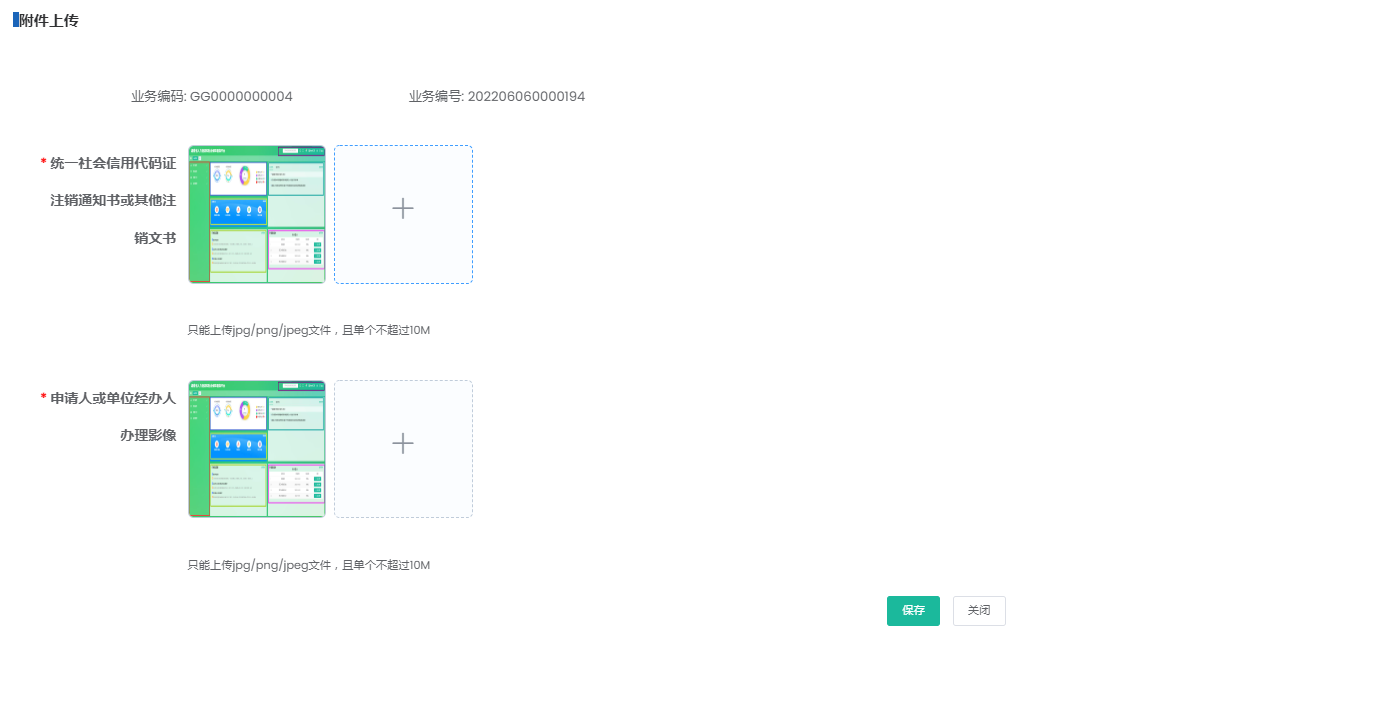 附件上传
业务编码: GG0000000004
业务编号: 202206060000194
* 统一社会信用代码证
注销通知书或其他注
销文书
只能上传jpg/png/jpeg文件，且单个不超过10M
* 申请人或单位经办人
办理影像
只能上传jpg/png/jpeg文件，且单个不超过10M
保存
关闭